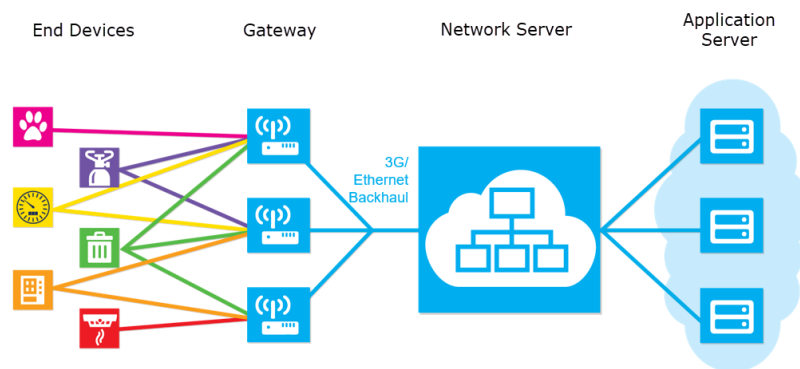 End Devices
Gateway
Network Server
Application
Server
3G/
Ethernet
Backhaul